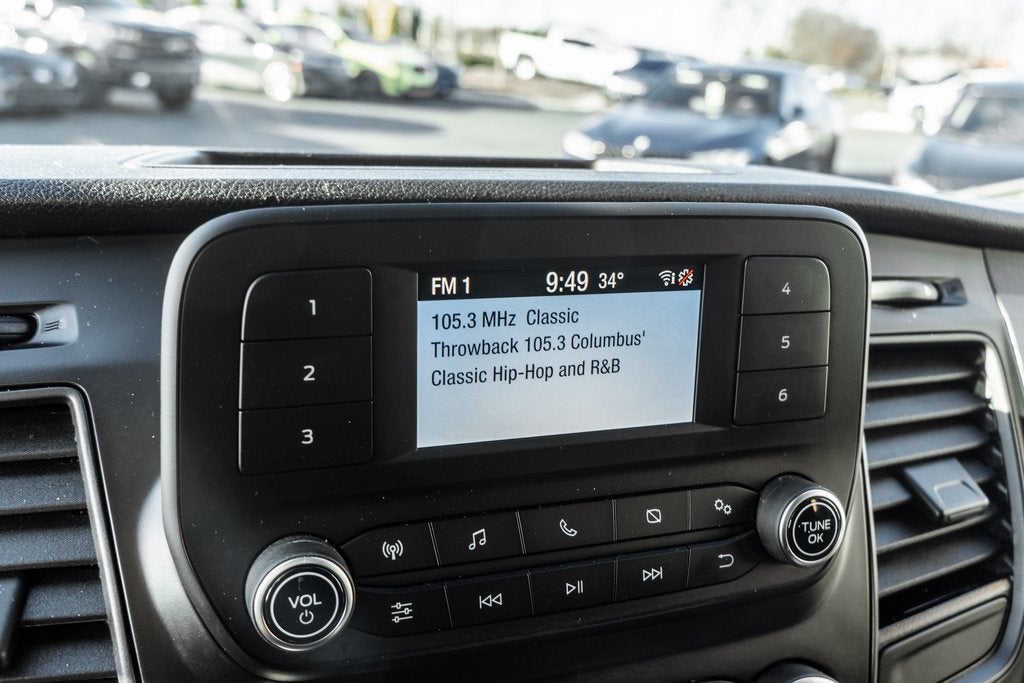 FM 1 9:49 34°
105.3 MHz Classic
Throwback 105.3 Columbus'
Classic Hip-Hop and R&B
1
2
3
4
5
6
VOL
TUNE
OK